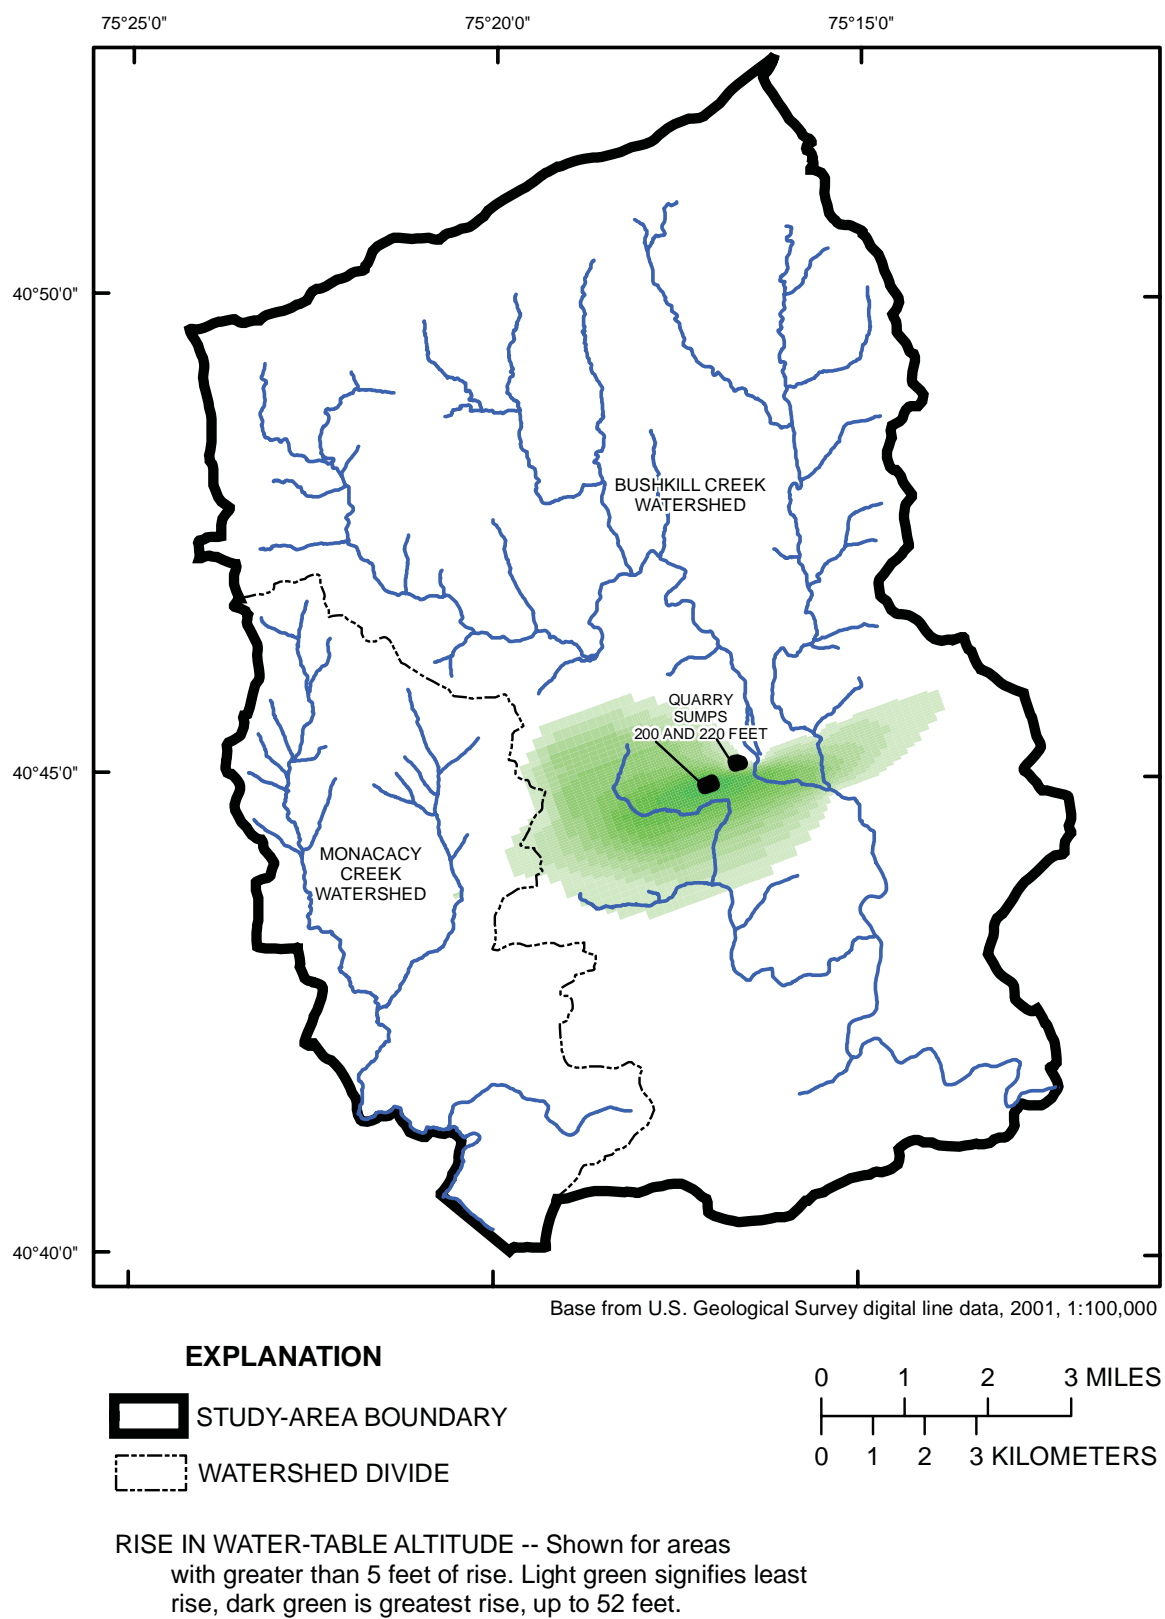 75°25'0"
75°20'0"
75°15'0"
40°50'0"
BUSHKILL CREEK
WATERSHED
QUARRY
SUMPS
200 AND 220 FEET
40°45'0"
MONACACY
CREEK
WATERSHED
40°40'0"
Base from U.S. Geological Survey digital line data, 2001, 1:100,000
EXPLANATION
STUDY-AREA BOUNDARY
WATERSHED DIVIDE
0 1 2 3 MILES
0 1 2 3 KILOMETERS
RISE IN WATER-TABLE ALTITUDE -- Shown for areas
with greater than 5 feet of rise. Light green signifies least
rise, dark green is greatest rise, up to 52 feet.